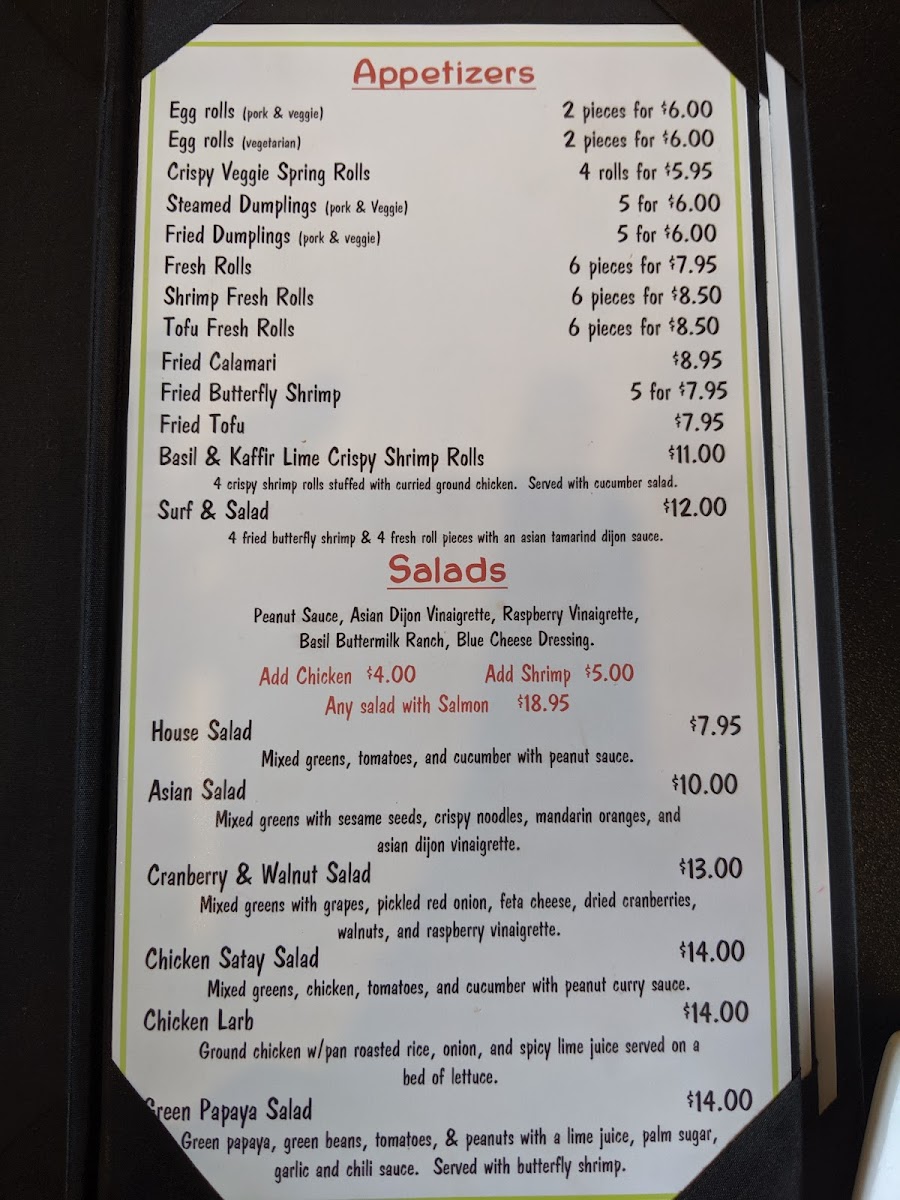 Appetizers
Egg rolls (pork & veggie) 2 pieces for $6.00
Egg rolls (vegetarian) 2 pieces for $6.00
Crispy Veggie Spring Rolls 4 rolls for $5.95
Steamed Dumplings (pork & Veggie) 5 for $6.00
Fried Dumplings (pork & veggie) 5 for $6.00
Fresh Rolls 6 pieces for $7.95
Shrimp Fresh Rolls 6 pieces for $8.50
Tofu Fresh Rolls 6 pieces for $8.50
Fried Calamari $8.95
Fried Butterfly Shrimp 5 for $7.95
Fried Tofu $7.95
Basil & Kaffir Lime Crispy Shrimp Rolls $11.00
4 crispy shrimp rolls stuffed with curried ground chicken. Served with cucumber salad.
Surf & Salad $12.00
4 fried butterfly shrimp & 4 fresh roll pieces with an asian tamarind dijon sauce.
Salads
Peanut Sauce, Asian Dijon Vinaigrette, Raspberry Vinaigrette,
Basil Buttermilk Ranch, Blue Cheese Dressing.
Add Chicken $4.00 Add Shrimp $5.00
Any salad with Salmon $18.95
House Salad $7.95
Mixed greens, tomatoes, and cucumber with peanut sauce.
Asian Salad $10.00
Mixed greens with sesame seeds, crispy noodles, mandarin oranges, and
asian dijon vinaigrette.
Cranberry & Walnut Salad $13.00
Mixed greens with grapes, pickled red onion, feta cheese, dried cranberries,
walnuts, and raspberry vinaigrette.
Chicken Satay Salad $14.00
Mixed greens, chicken, tomatoes, and cucumber with peanut curry sauce.
Chicken Larb $14.00
Ground chicken w/pan roasted rice, onion, and spicy lime juice served on a
bed of lettuce.
Green Papaya Salad $14.00
Green papaya, green beans, tomatoes, & peanuts with a lime juice, palm sugar,
garlic and chili sauce. Served with butterfly shrimp.